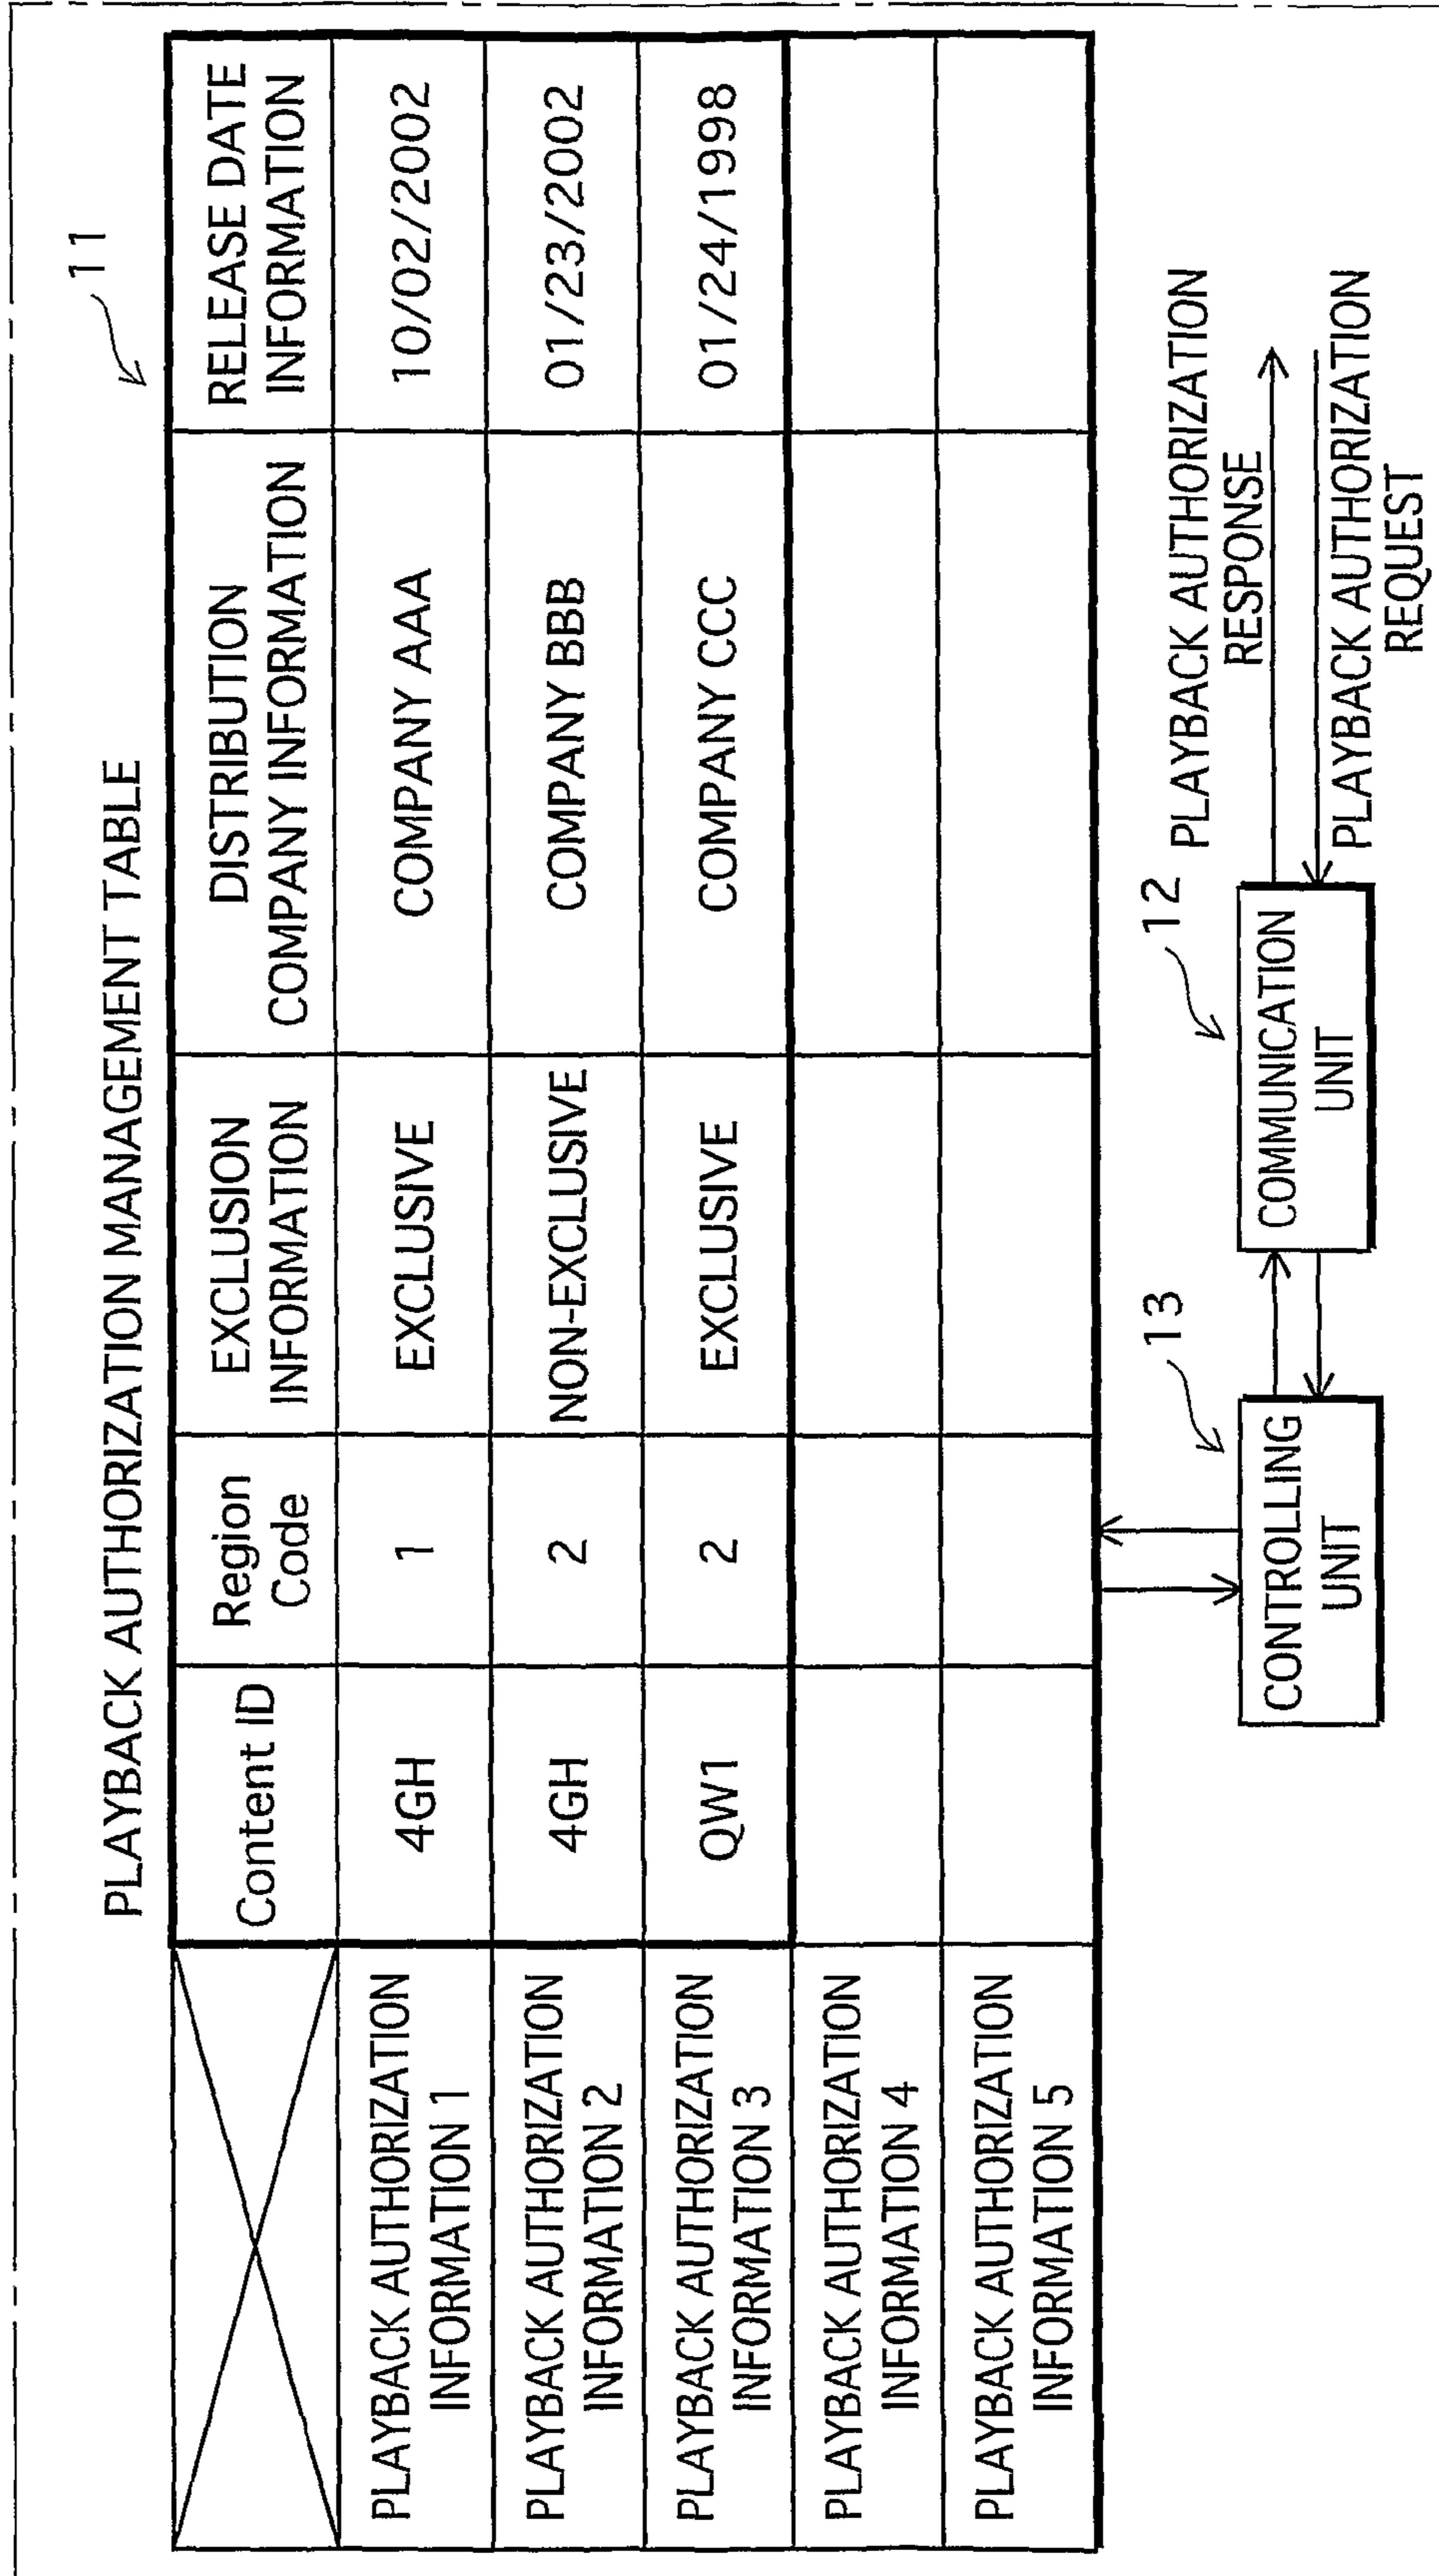 11
PLAYBACK AUTHORIZATION MANAGEMENT TABLE
Content ID
Region
Code
EXCLUSION
INFORMATION
DISTRIBUTION
COMPANY INFORMATION
RELEASE DATE
INFORMATION
PLAYBACK AUTHORIZATION
INFORMATION 1
4GH
1
EXCLUSIVE
COMPANY AAA
10/02/2002
PLAYBACK AUTHORIZATION
INFORMATION 2
4GH
2
NON-EXCLUSIVE
COMPANY BBB
01/23/2002
PLAYBACK AUTHORIZATION
INFORMATION 3
QW1
2
EXCLUSIVE
COMPANY CCC
01/24/1998
PLAYBACK AUTHORIZATION
INFORMATION 4
PLAYBACK AUTHORIZATION
INFORMATION 5
13
CONTROLLING
UNIT
12
COMMUNICATION
UNIT
PLAYBACK AUTHORIZATION
RESPONSE
PLAYBACK AUTHORIZATION
REQUEST